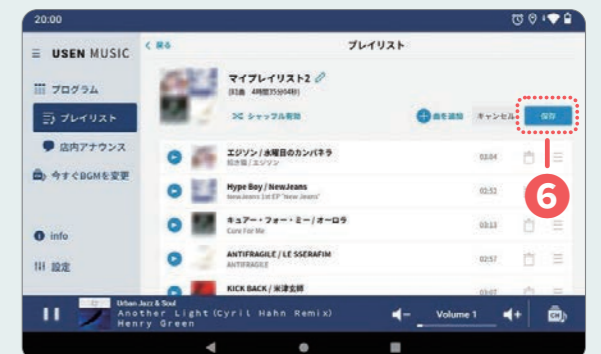 20:00
USEN MUSIC
< 戻る
プレイリスト
プログラム
プレイリスト
店内アナウンス
今すぐBGMを変更
info
設定
マイプレイリスト2
シャッフル有効
曲を追加
キャンセル
保存
エジソン / 水曜日のカンパネラ
03:04
Hype Boy / NewJeans
NewJeans 1st EP "New Jeans"
02:52
6
キュアー・フォー・ミー / オーロラ
Cure For Me
03:13
ANTIFRAGILE / LE SSERAFIM
ANTIFRAGILE
02:57
KICK BACK / 米津玄師
Urban Jazz & Soul
Another Light (Cyril Hahn Remix)
Henry Green
Volume 1
CH